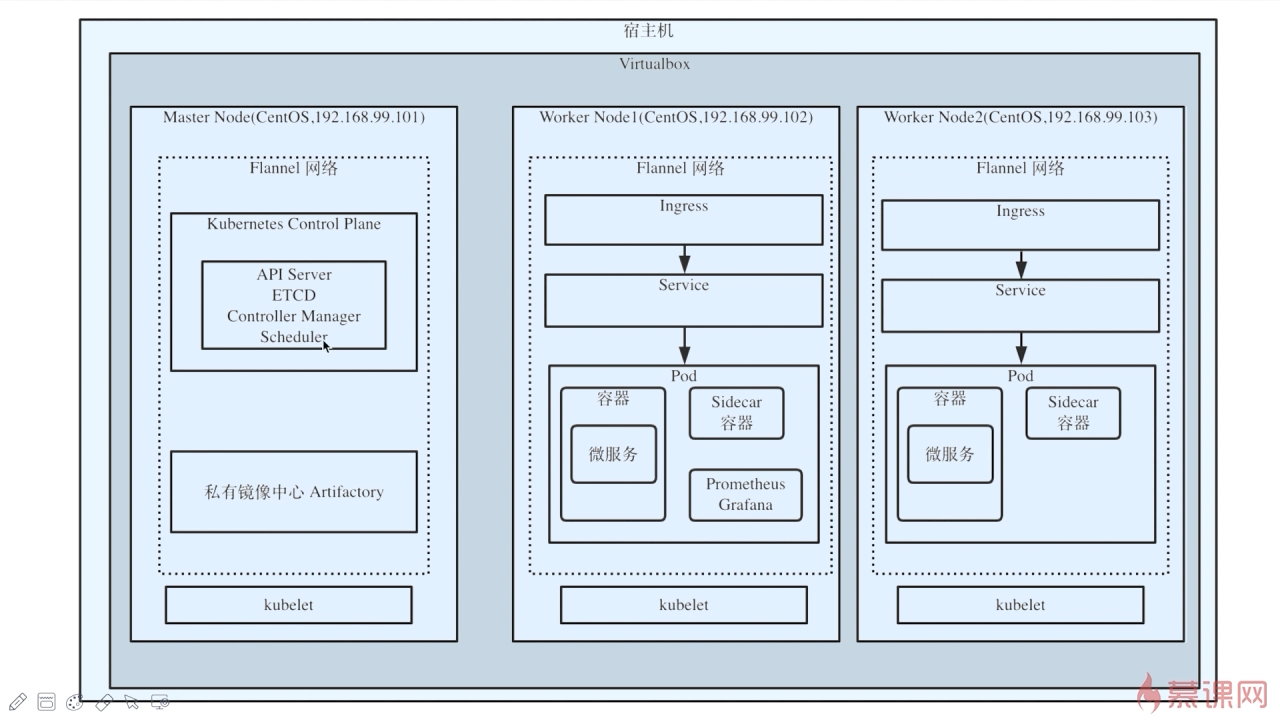 宿主机
Virtualbox
Master Node(CentOS,192.168.99.101)
Flannel 网络
Kubernetes Control Plane
API Server
ETCD
Controller Manager
Scheduler
私有镜像中心 Artifactory
kubelet
Worker Node1(CentOS,192.168.99.102)
Flannel 网络
Ingress
Service
Pod
容器
微服务
Sidecar
容器
Prometheus
Grafana
kubelet
Worker Node2(CentOS,192.168.99.103)
Flannel 网络
Ingress
Service
Pod
容器
微服务
Sidecar
容器
kubelet
慕课网